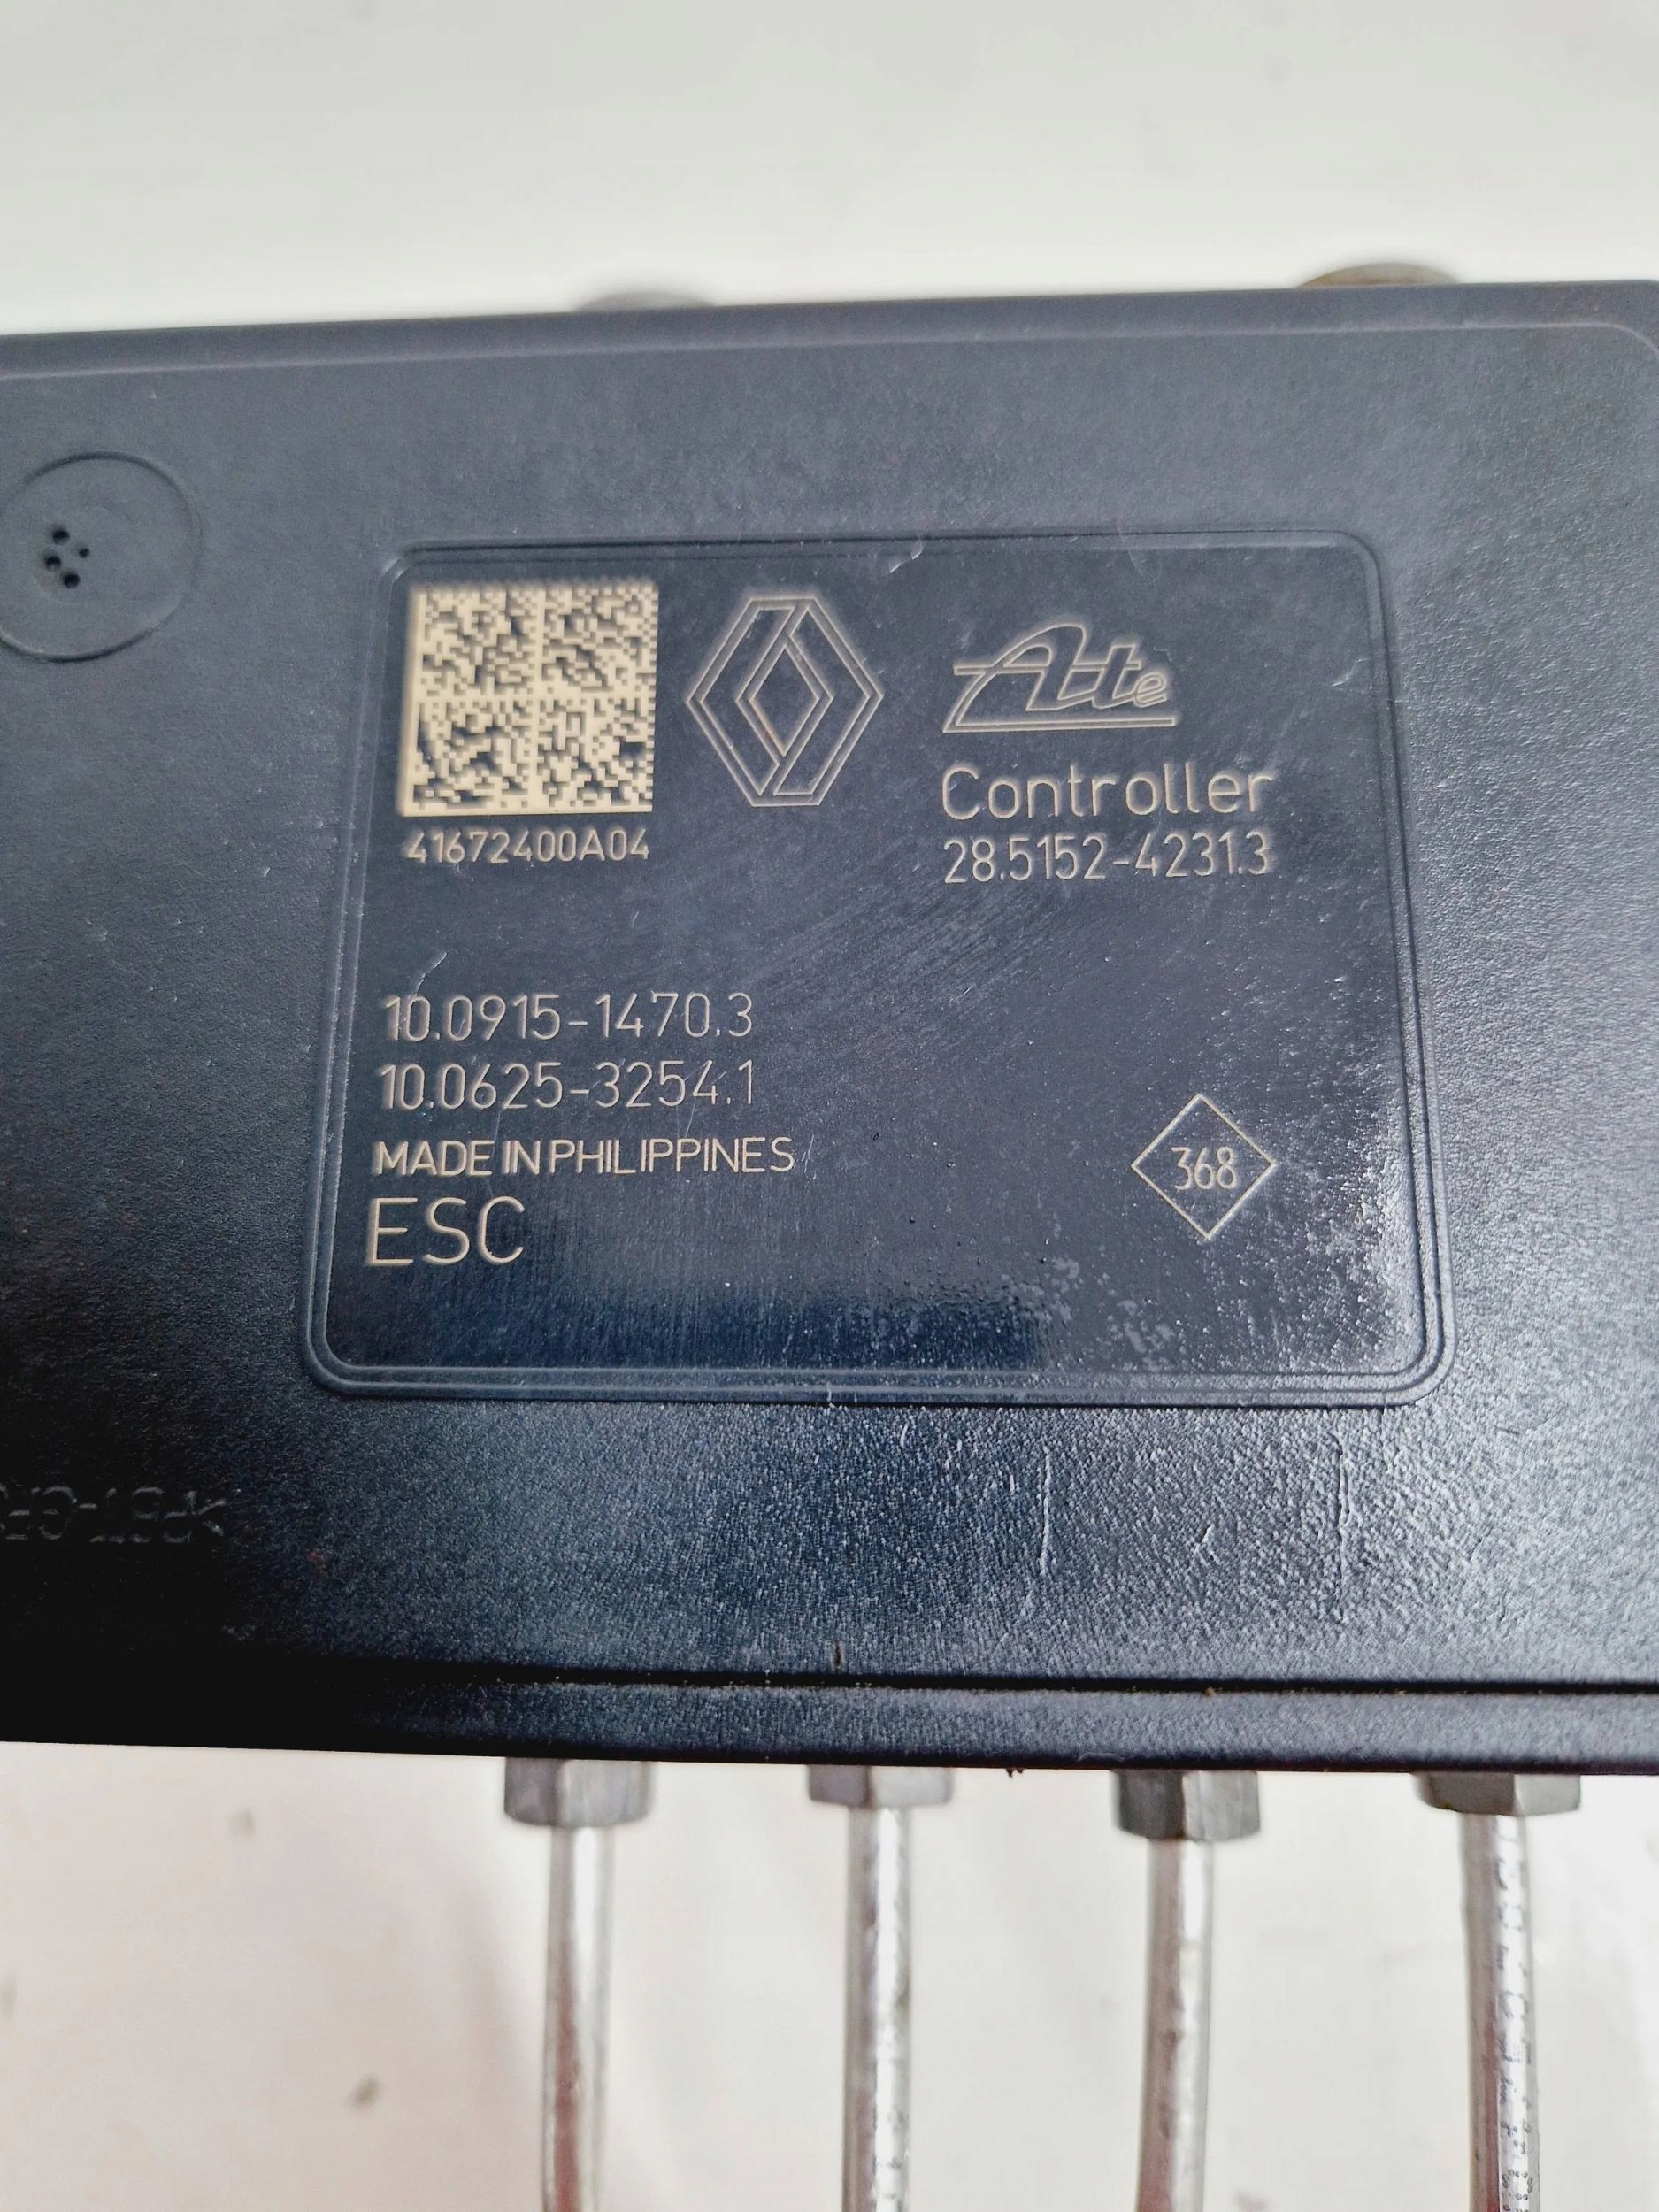 Ate
Controller
41672400A04
28.5152-4231.3
10.0915-1470.3
10.0625-3254.1
MADE IN PHILIPPINES
368
ESC